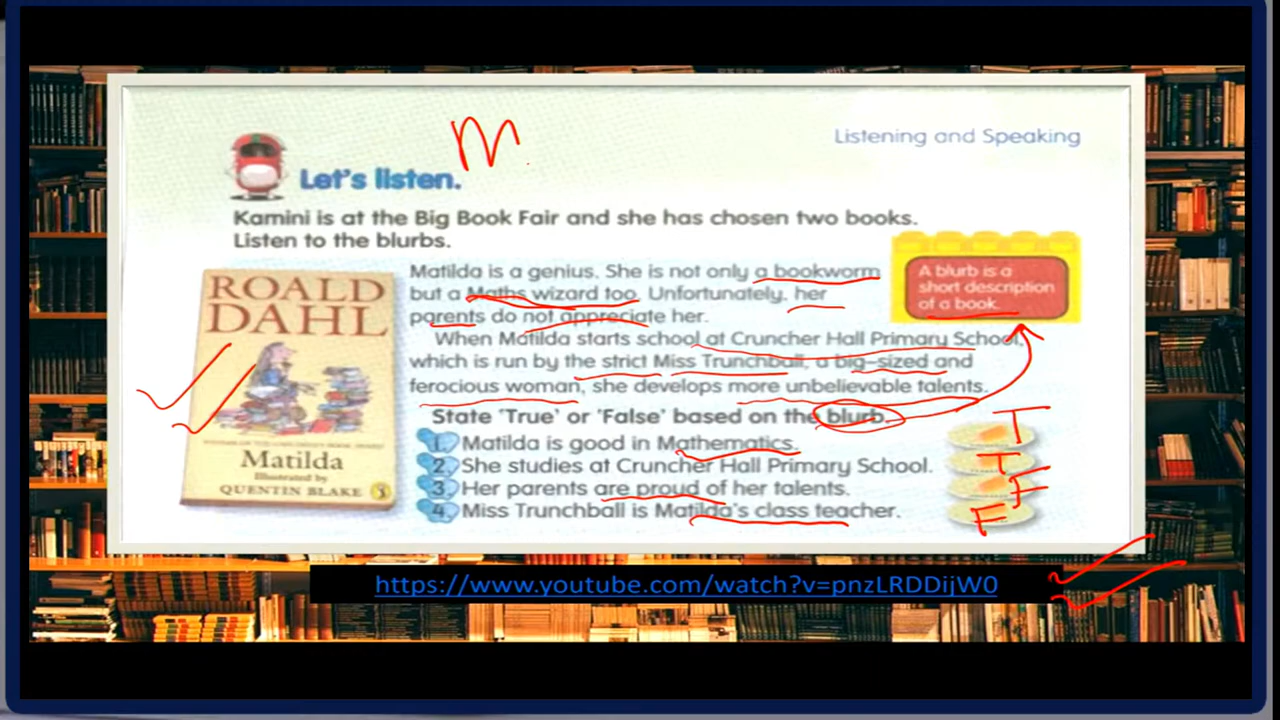 M
Listening and Speaking
Let's listen.
Kamini is at the Big Book Fair and she has chosen two books.
Listen to the blurbs.
Matilda is a genius. She is not only a bookworm
but a Maths wizard too. Unfortunately, her
parents do not appreciate her.
When Matilda starts school at Cruncher Hall Primary School,
which is run by the strict Miss Trunchball, a big-sized and
ferocious woman, she develops more unbelievable talents.
A blurb is a
short description
of a book.
ROALD
DAHL
Matilda
Illustrated by
QUENTIN BLAKE
State 'True' or 'False' based on the blurb.
1. Matilda is good in Mathematics. T
2. She studies at Cruncher Hall Primary School. T
3. Her parents are proud of her talents. F
4. Miss Trunchball is Matilda's class teacher. F
https://www.youtube.com/watch?v=pnzLRDDijW0